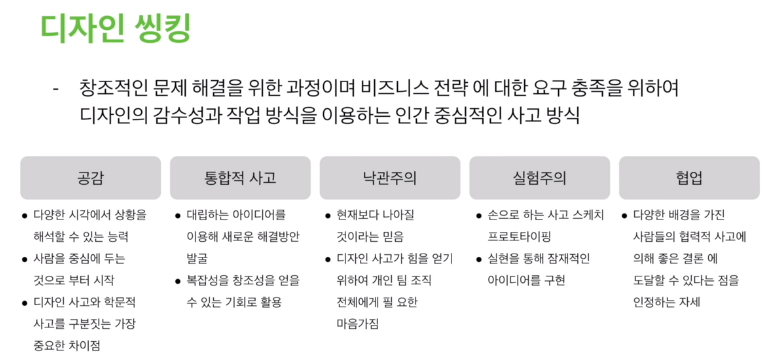 디자인 씽킹
- 창조적인 문제 해결을 위한 과정이며 비즈니스 전략 에 대한 요구 충족을 위하여
디자인의 감수성과 작업 방식을 이용하는 인간 중심적인 사고 방식
공감
● 다양한 시각에서 상황을
해석할 수 있는 능력
● 사람을 중심에 두는
것으로 부터 시작
● 디자인 사고와 학문적
사고를 구분짓는 가장
중요한 차이점
통합적 사고
● 대립하는 아이디어를
이용해 새로운 해결방안
발굴
● 복잡성을 창조성을 얻을
수 있는 기회로 활용
낙관주의
● 현재보다 나아질
것이라는 믿음
● 디자인 사고가 힘을 얻기
위하여 개인 팀 조직
전체에게 필 요한
마음가짐
실험주의
● 손으로 하는 사고 스케치
프로토타이핑
● 실현을 통해 잠재적인
아이디어를 구현
협업
● 다양한 배경을 가진
사람들의 협력적 사고에
의해 좋은 결론 에
도달할 수 있다는 점을
인정하는 자세